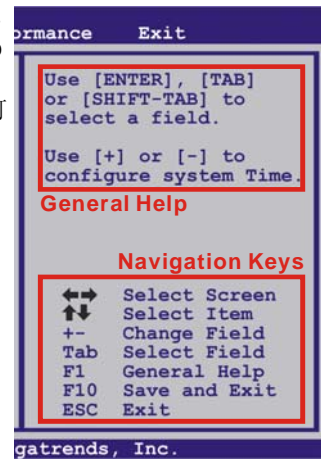 ormance Exit
Use [ENTER], [TAB]
or [SHIFT-TAB] to
select a field.
Use [+] or [-] to
configure system Time.
General Help
Navigation Keys
←→ Select Screen
↑↓ Select Item
+- Change Field
Tab Select Field
F1 General Help
F10 Save and Exit
ESC Exit
gatrends, Inc.